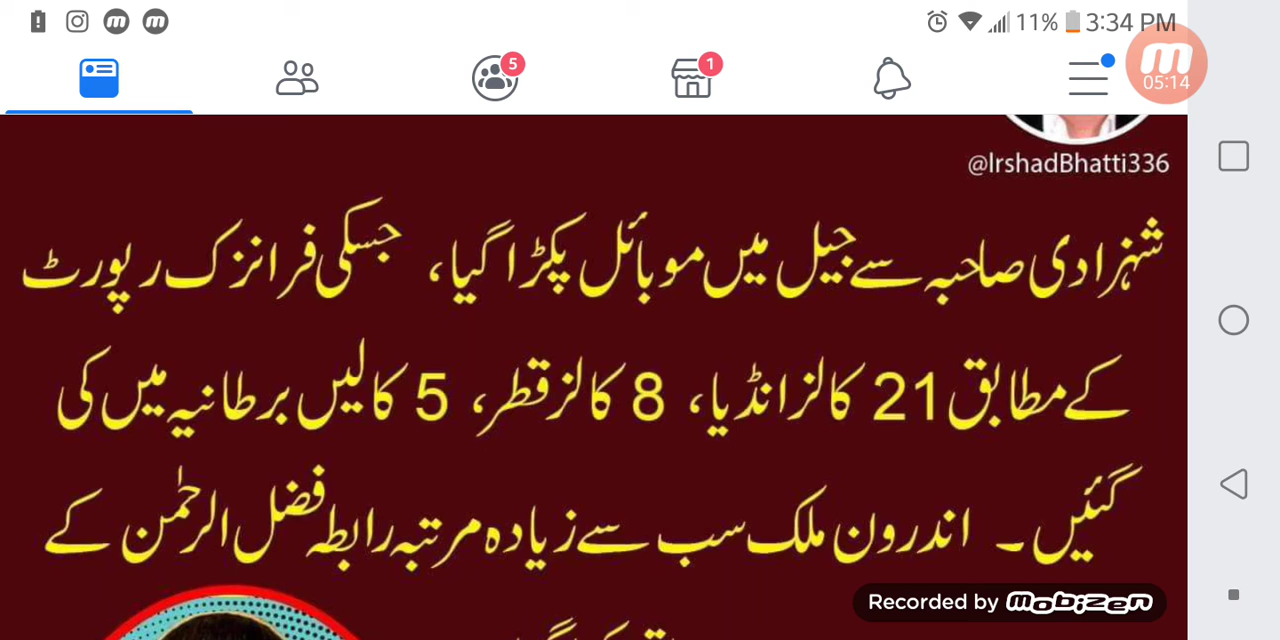 11% 3:34 PM
5 1
05:14
@IrshadBhatti336
شہزادی صاحبہ سے جیل میں موبائل پکڑا گیا، جسکی فرانزک رپورٹ
کے مطابق 21 کالز انڈیا، 8 کالز قطر، 5 کالیں برطانیہ میں کی
گئیں۔ اندرون ملک سب سے زیادہ مرتبہ رابطہ فضل الرحمٰن کے
Recorded by mobizen